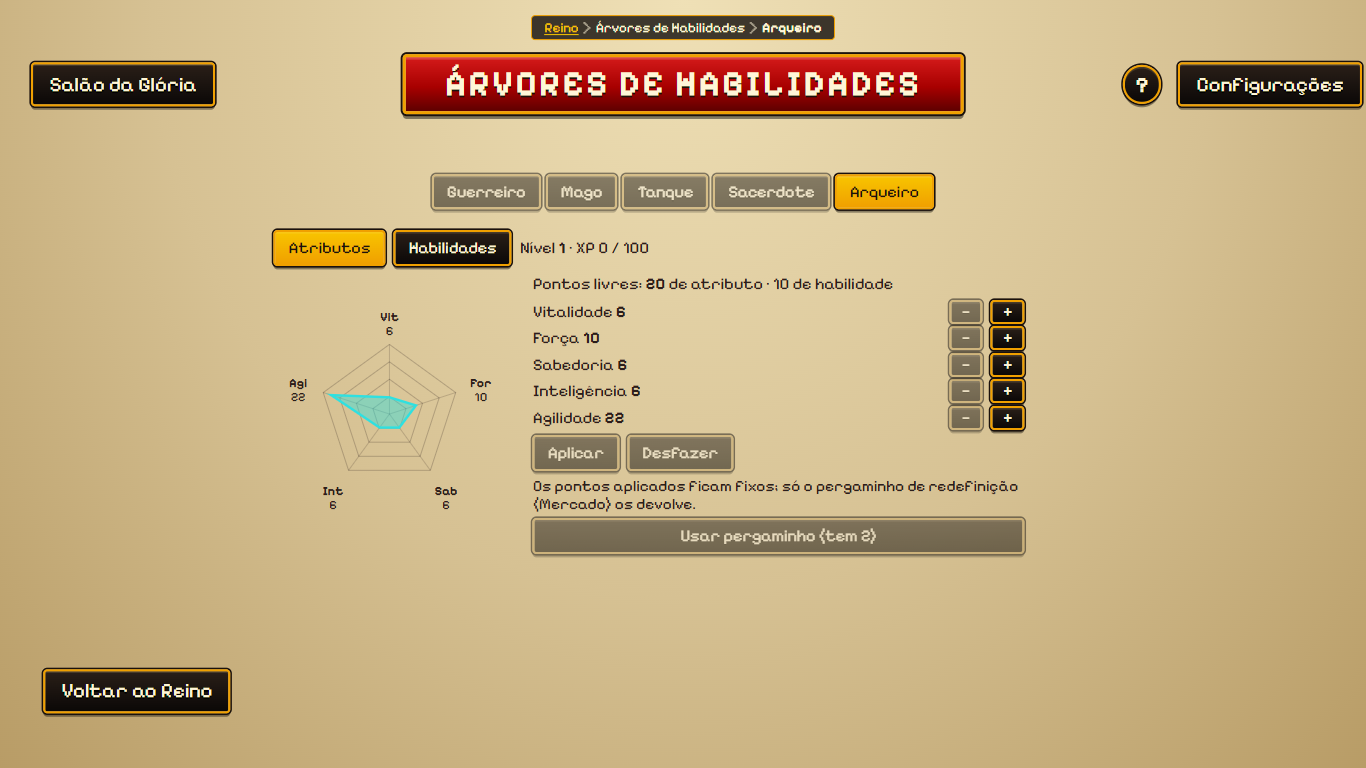 Reino > Árvores de Habilidades > Arqueiro
Salão da Glória
ÁRVORES DE HABILIDADES
?
Configurações
Guerreiro
Mago
Tanque
Sacerdote
Arqueiro
Atributos
Habilidades
Nível 1 · XP 0 / 100
Vit
6
Agi
22
For
10
Int
6
Sab
6
Pontos livres: 20 de atributo · 10 de habilidade
Vitalidade 6 - +
Força 10 - +
Sabedoria 6 - +
Inteligência 6 - +
Agilidade 22 - +
Aplicar
Desfazer
Os pontos aplicados ficam fixos: só o pergaminho de redefinição
(Mercado) os devolve.
Usar pergaminho (tem 2)
Voltar ao Reino